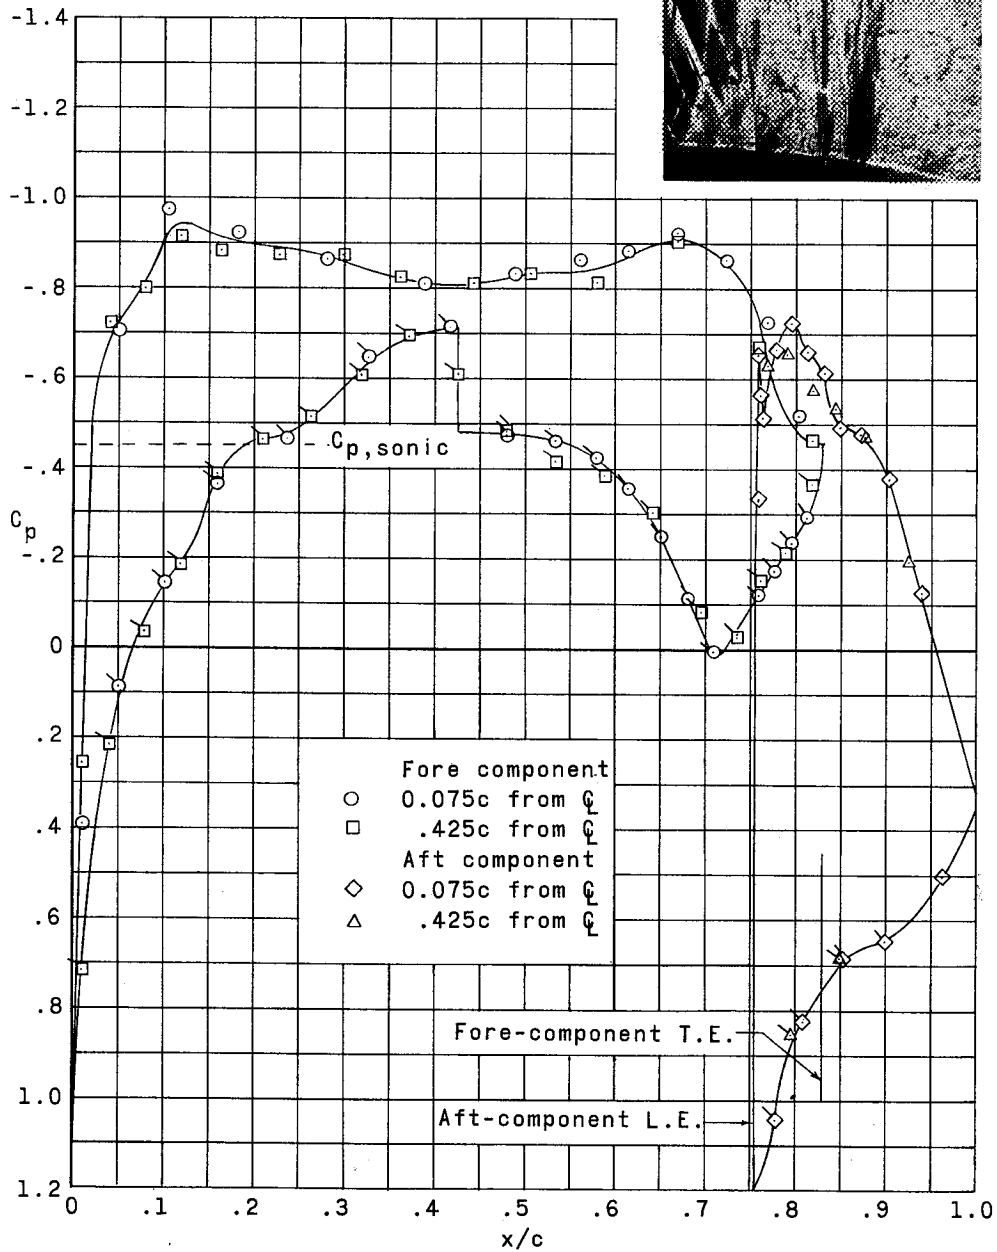 -1.4
-1.2
-1.0
-.8
-.6
-.4
Cp
-.2
0
.2
.4
.6
.8
1.0
1.2
Cp,sonic
Fore component
0.075c from ℄
.425c from ℄
Aft component
0.075c from ℄
.425c from ℄
Fore-component T.E.
Aft-component L.E.
0 .1 .2 .3 .4 .5 .6 .7 .8 .9 1.0
x/c